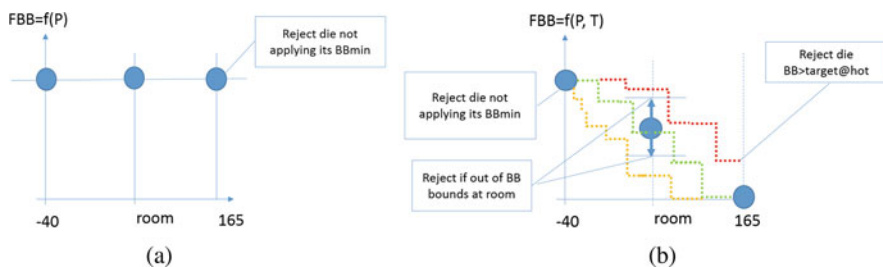 FBB=f(P)
Reject die not
applying its BBmin
-40
room
165
(a)
FBB=f(P, T)
Reject die
BB>target@hot
Reject die not
applying its BBmin
Reject if out of BB
bounds at room
-40
room
165
(b)